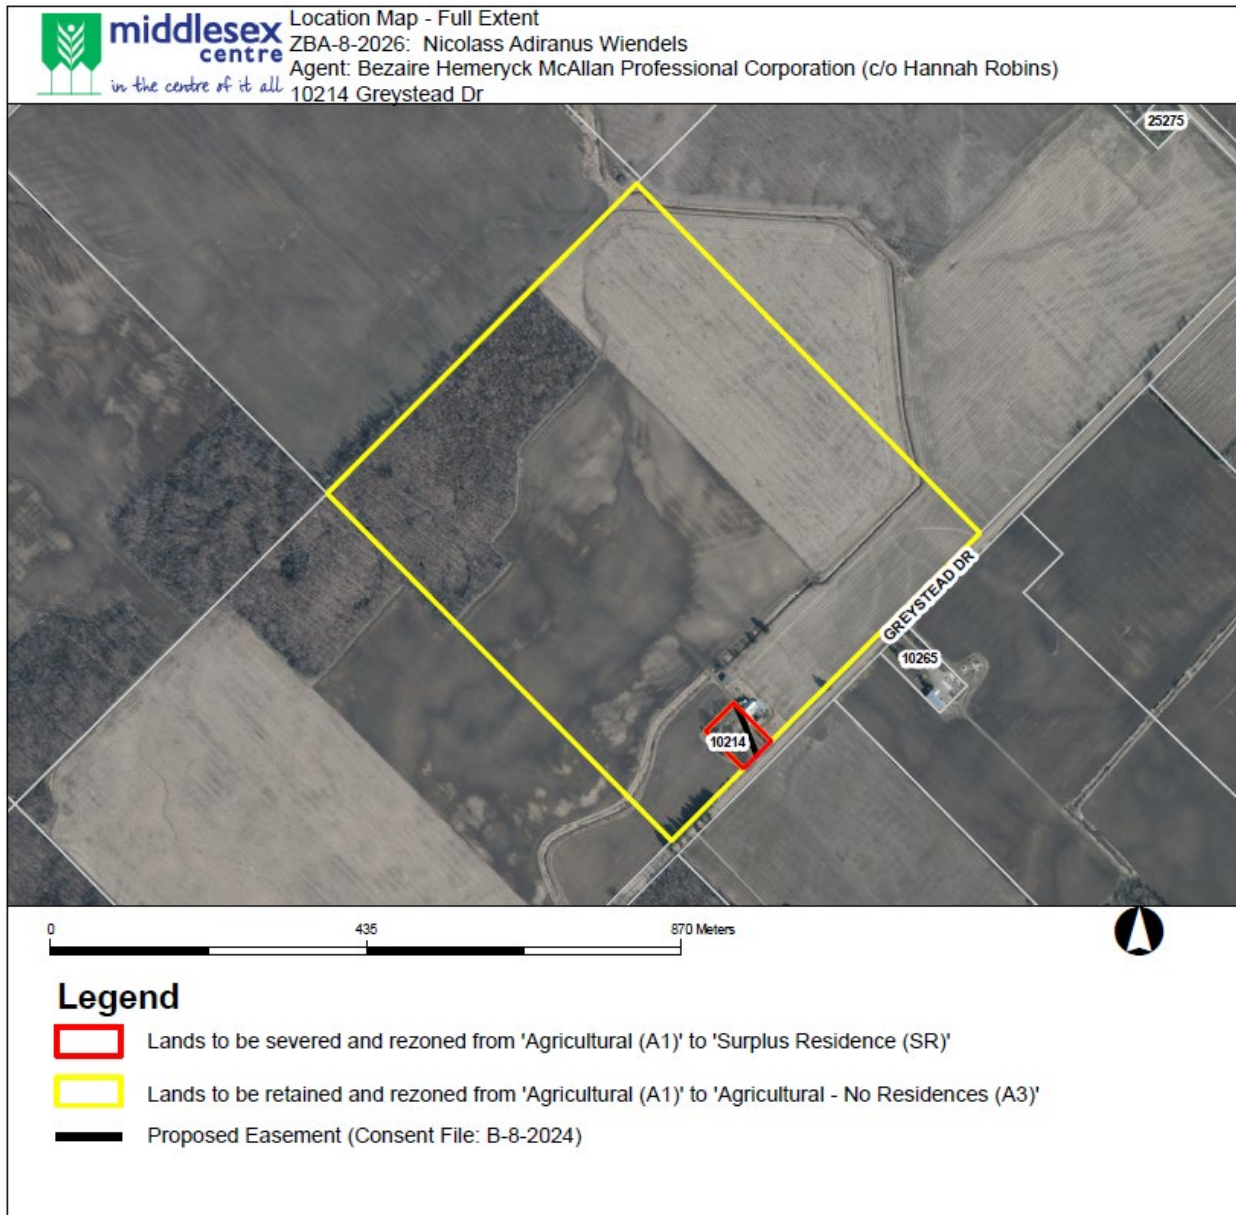 middlesex
centre
in the centre of it all
Location Map - Full Extent
ZBA-8-2026: Nicolass Adiranus Wiendels
Agent: Bezaire Hemeryck McAllan Professional Corporation (c/o Hannah Robins)
10214 Greystead Dr
25275
GREYSTEAD DR
10265
10214
0 435 870 Meters
Legend
Lands to be severed and rezoned from 'Agricultural (A1)' to 'Surplus Residence (SR)'
Lands to be retained and rezoned from 'Agricultural (A1)' to 'Agricultural - No Residences (A3)'
Proposed Easement (Consent File: B-8-2024)